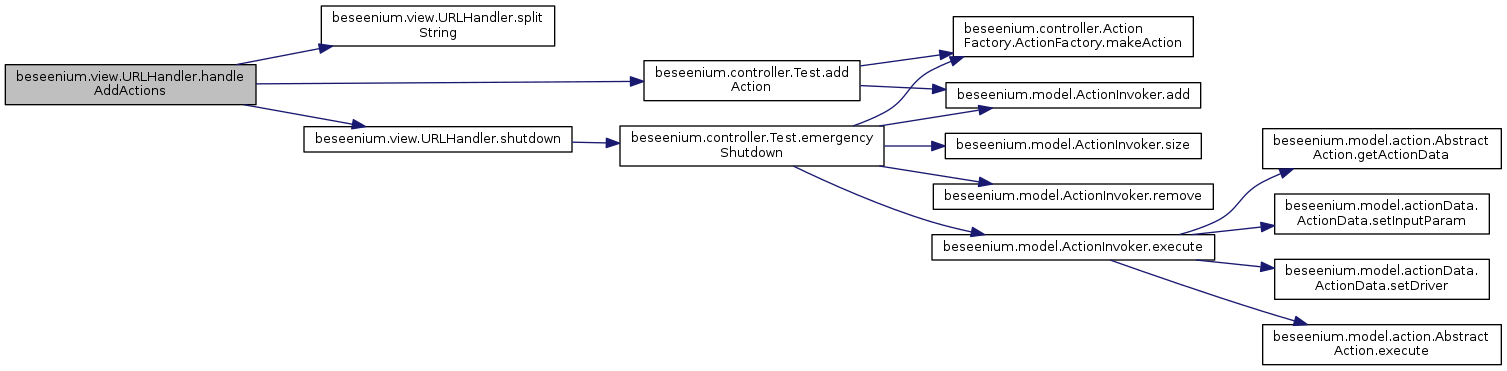 beseenium.view.URLHandler.handle
AddActions
beseenium.view.URLHandler.split
String
beseenium.view.URLHandler.shutdown
beseenium.controller.Test.add
Action
beseenium.controller.Test.emergency
Shutdown
beseenium.controller.Action
Factory.ActionFactory.makeAction
beseenium.model.ActionInvoker.add
beseenium.model.ActionInvoker.size
beseenium.model.ActionInvoker.remove
beseenium.model.ActionInvoker.execute
beseenium.model.action.Abstract
Action.getActionData
beseenium.model.actionData.
ActionData.setInputParam
beseenium.model.actionData.
ActionData.setDriver
beseenium.model.action.Abstract
Action.execute